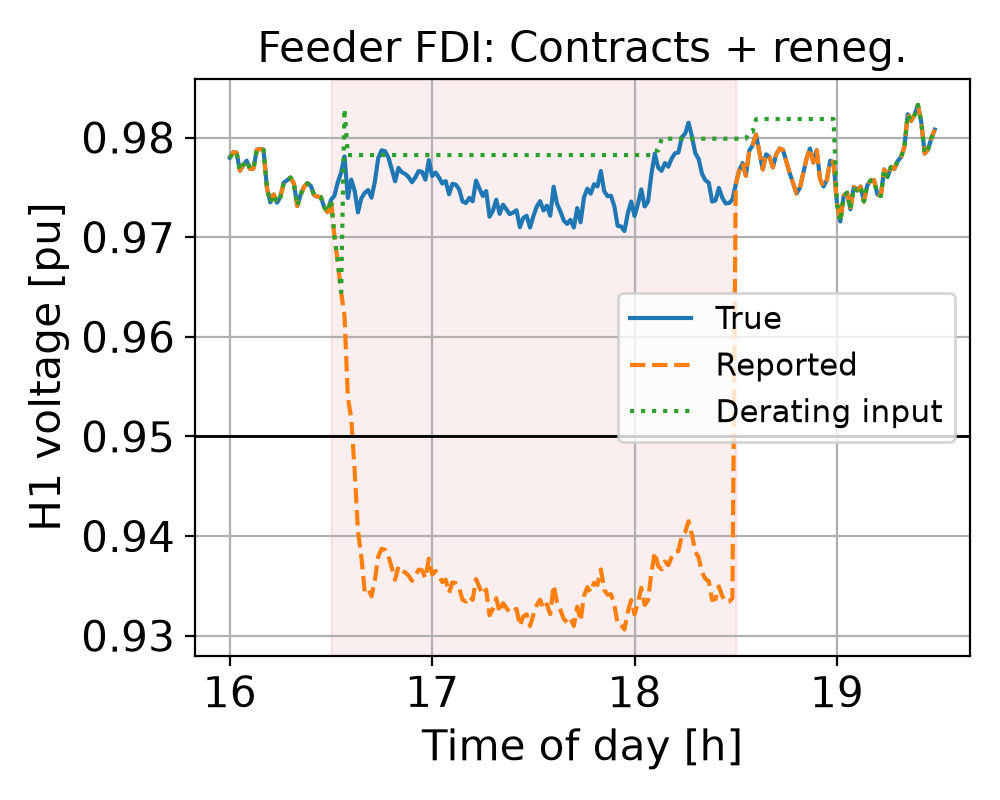 Feeder FDI: Contracts + reneg.
H1 voltage [pu]
0.98
0.97
0.96
0.95
0.94
0.93
True
Reported
Derating input
16
17
18
19
Time of day [h]